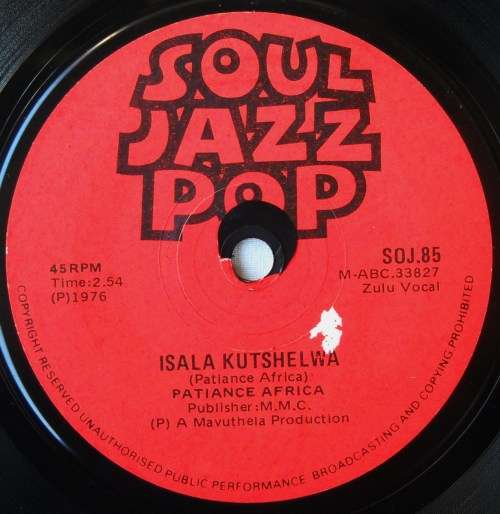 SOUL
JAZZ
POP
45RPM
Time:2.54
(P)1976
SOJ.85
M-ABC.33827
Zulu Vocal
ISALA KUTSHELWA
(Patiance Africa)
PATIANCE AFRICA
Publisher:M.M.C.
(P) A Mavuthela Production
COPYRIGHT RESERVED UNAUTHORISED PUBLIC PERFORMANCE BROADCASTING AND COPYING PROHIBITED